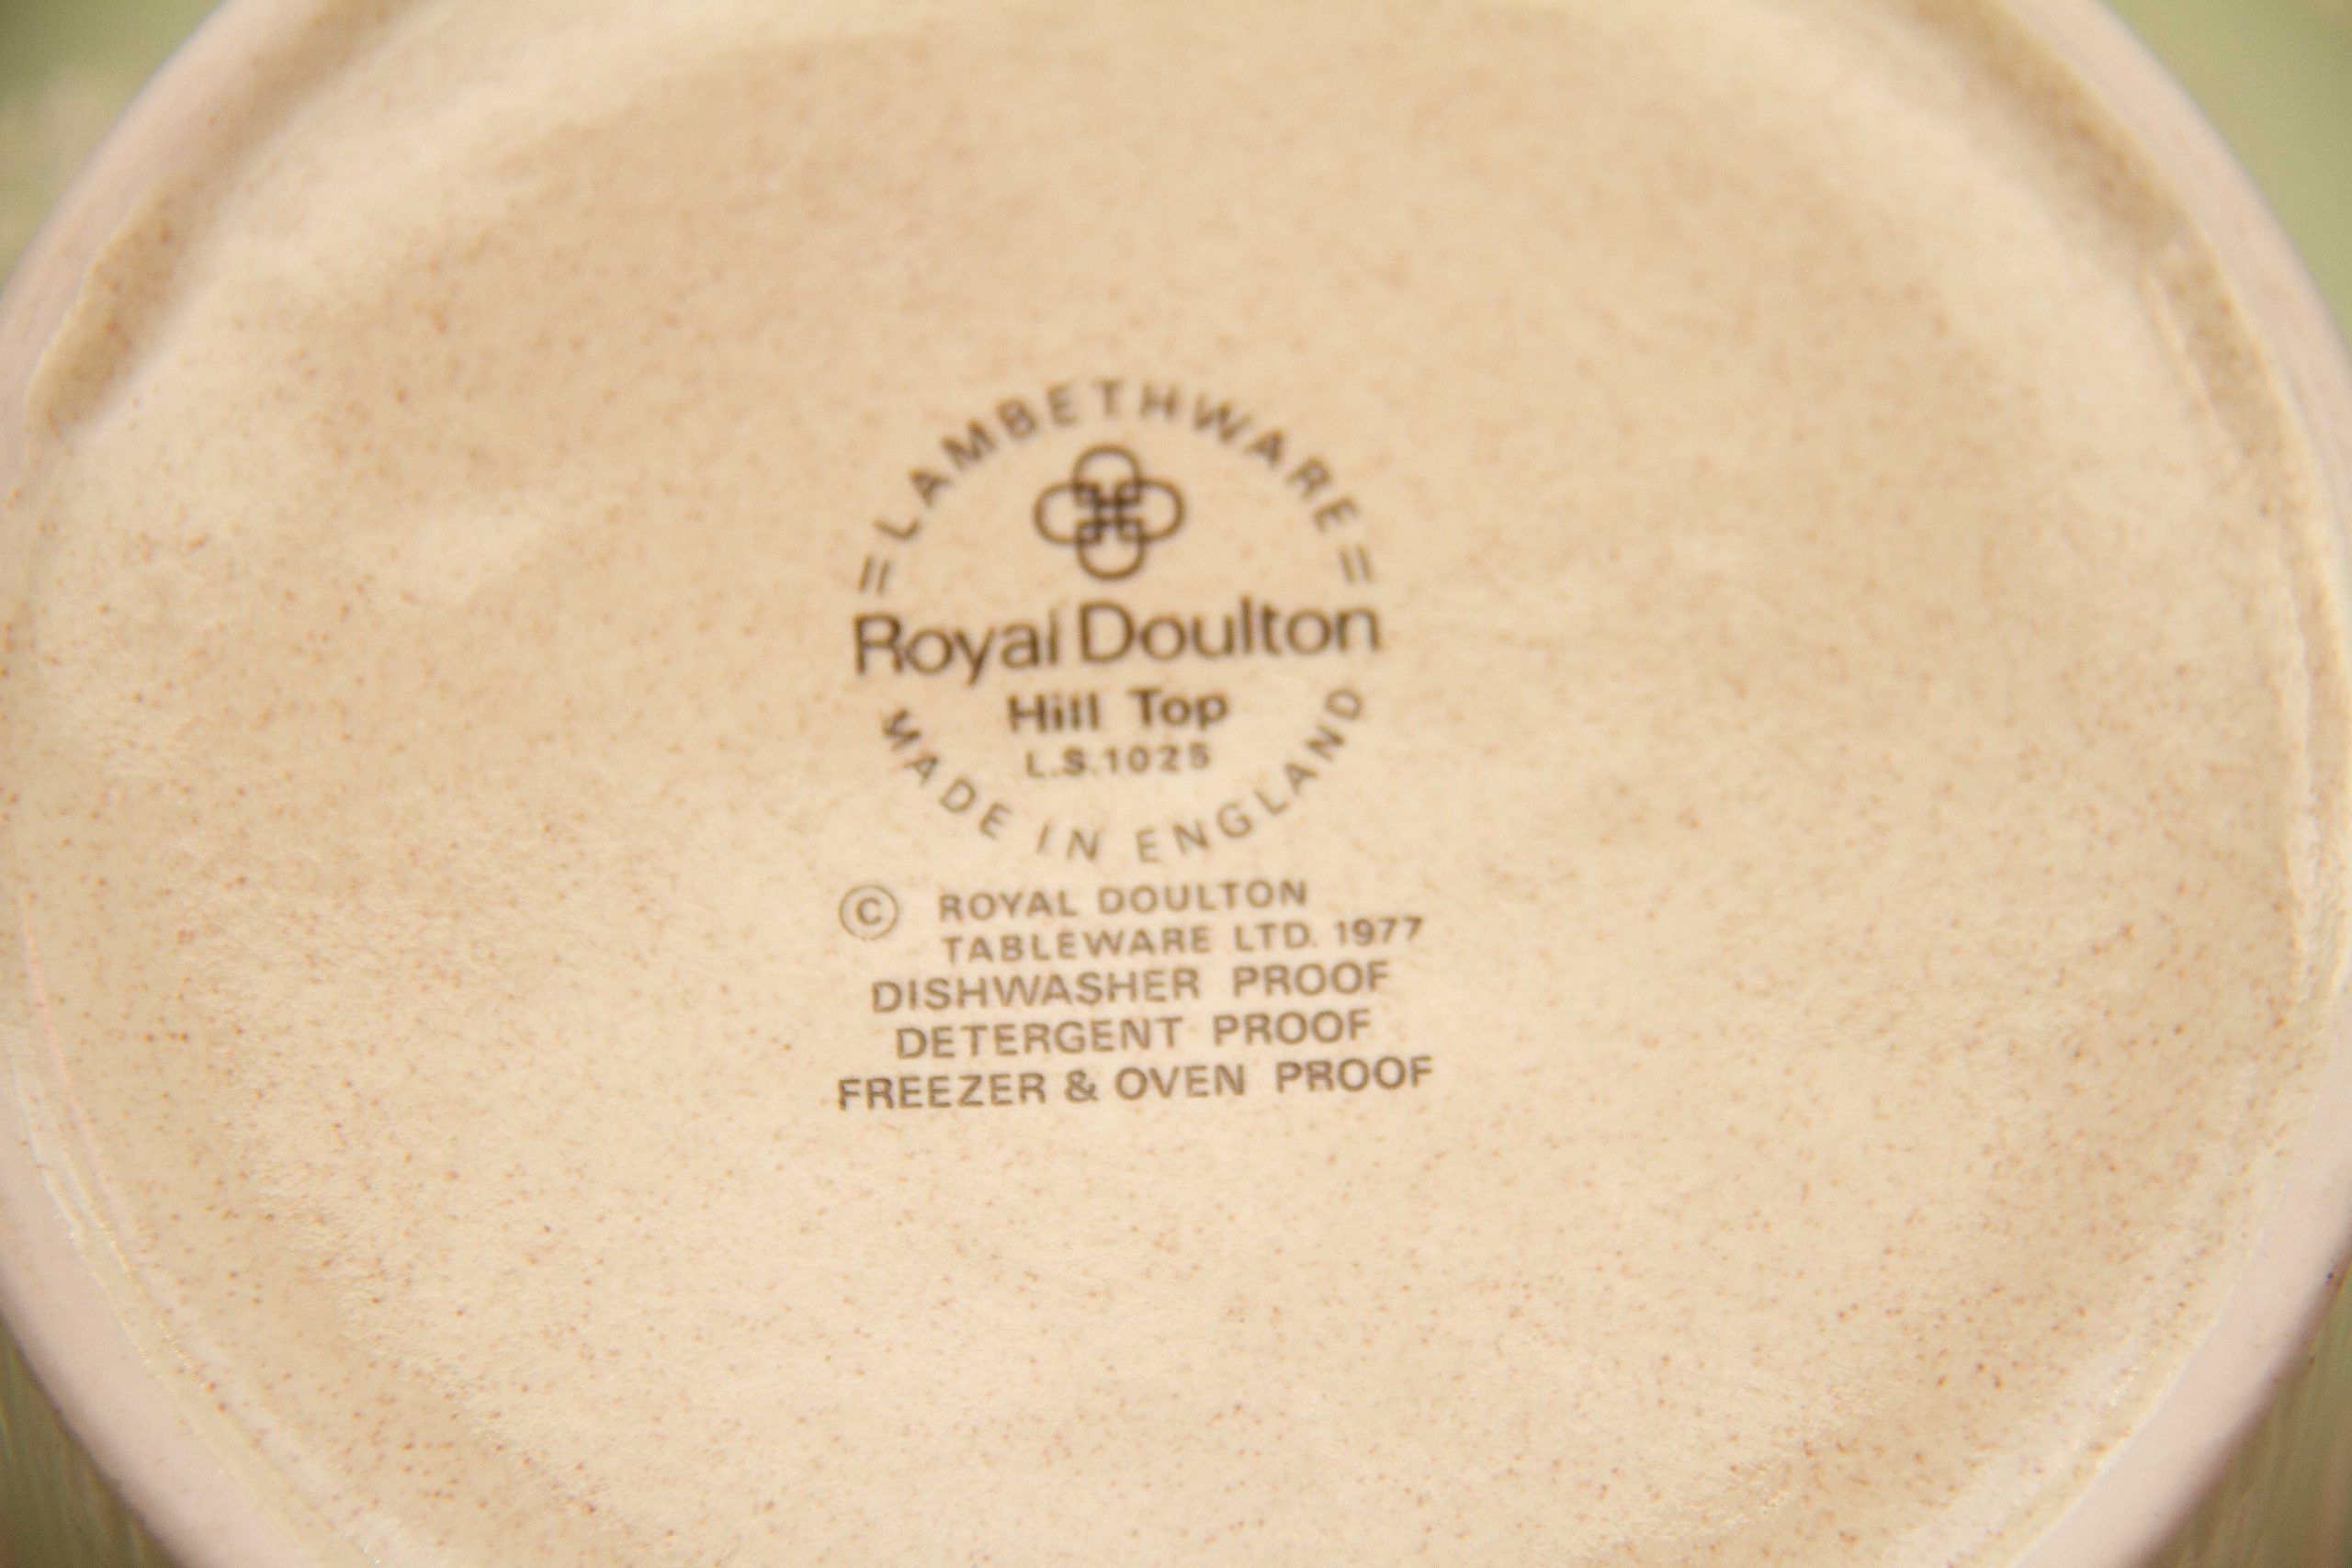 =LAMBETHWARE=
Royal Doulton
Hill Top
L.S.1025
MADE IN ENGLAND
© ROYAL DOULTON
TABLEWARE LTD. 1977
DISHWASHER PROOF
DETERGENT PROOF
FREEZER & OVEN PROOF